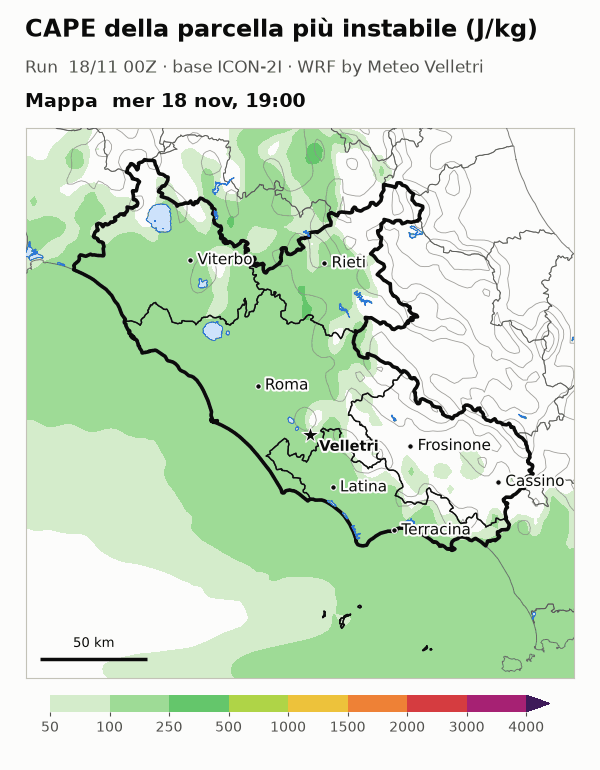 CAPE della parcella più instabile (J/kg)
Run 18/11 00Z · base ICON-2I · WRF by Meteo Velletri
Mappa mer 18 nov, 19:00
Viterbo
Rieti
Roma
Velletri
Frosinone
Cassino
Latina
Terracina
50 km
50 100 250 500 1000 1500 2000 3000 4000